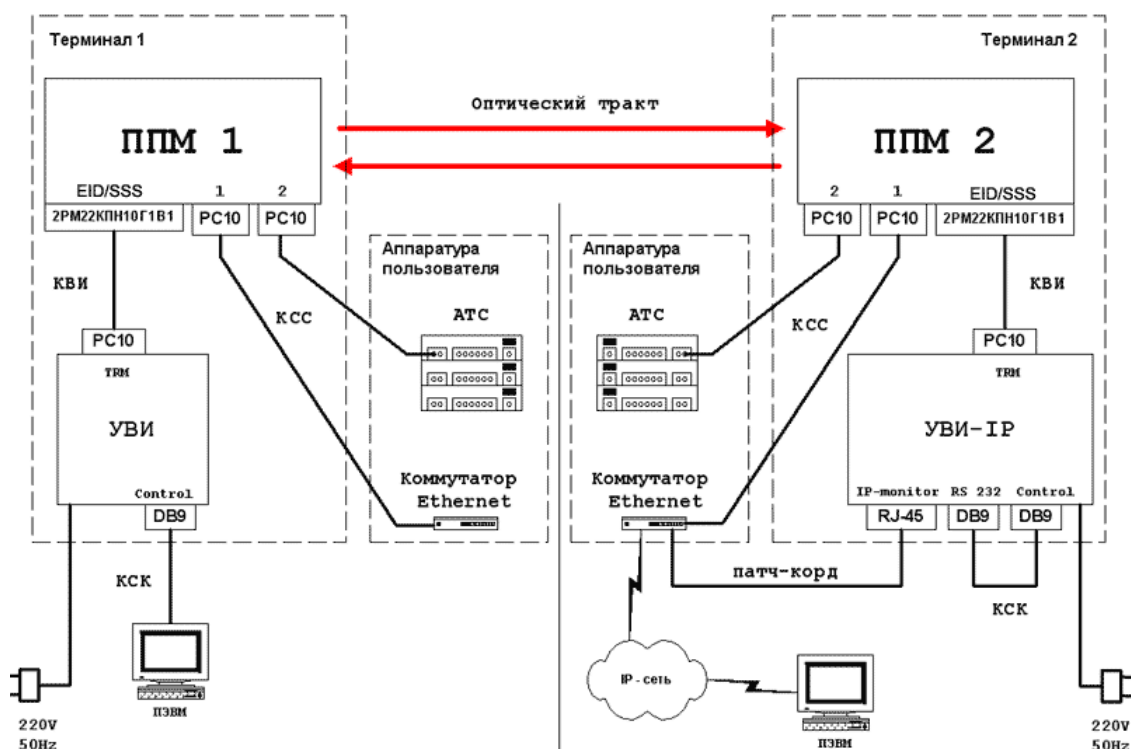 Терминал 1
Терминал 2
Оптический тракт
ППМ 1
ППМ 2
EID/SSS
1
2
2
1
EID/SSS
2РМ22КПН10Г1В1
РС10
РС10
РС10
РС10
2РМ22КПН10Г1В1
Аппаратура
пользователя
Аппаратура
пользователя
КВИ
КСС
АТС
АТС
КСС
КВИ
РС10
TRM
УВИ
Control
DB9
РС10
TRM
УВИ-IP
IP-monitor
RS 232
Control
RJ-45
DB9
DB9
Коммутатор
Ethernet
Коммутатор
Ethernet
КСК
патч-корд
КСК
IP - сеть
ПЭВМ
ПЭВМ
220V
50Hz
220V
50Hz